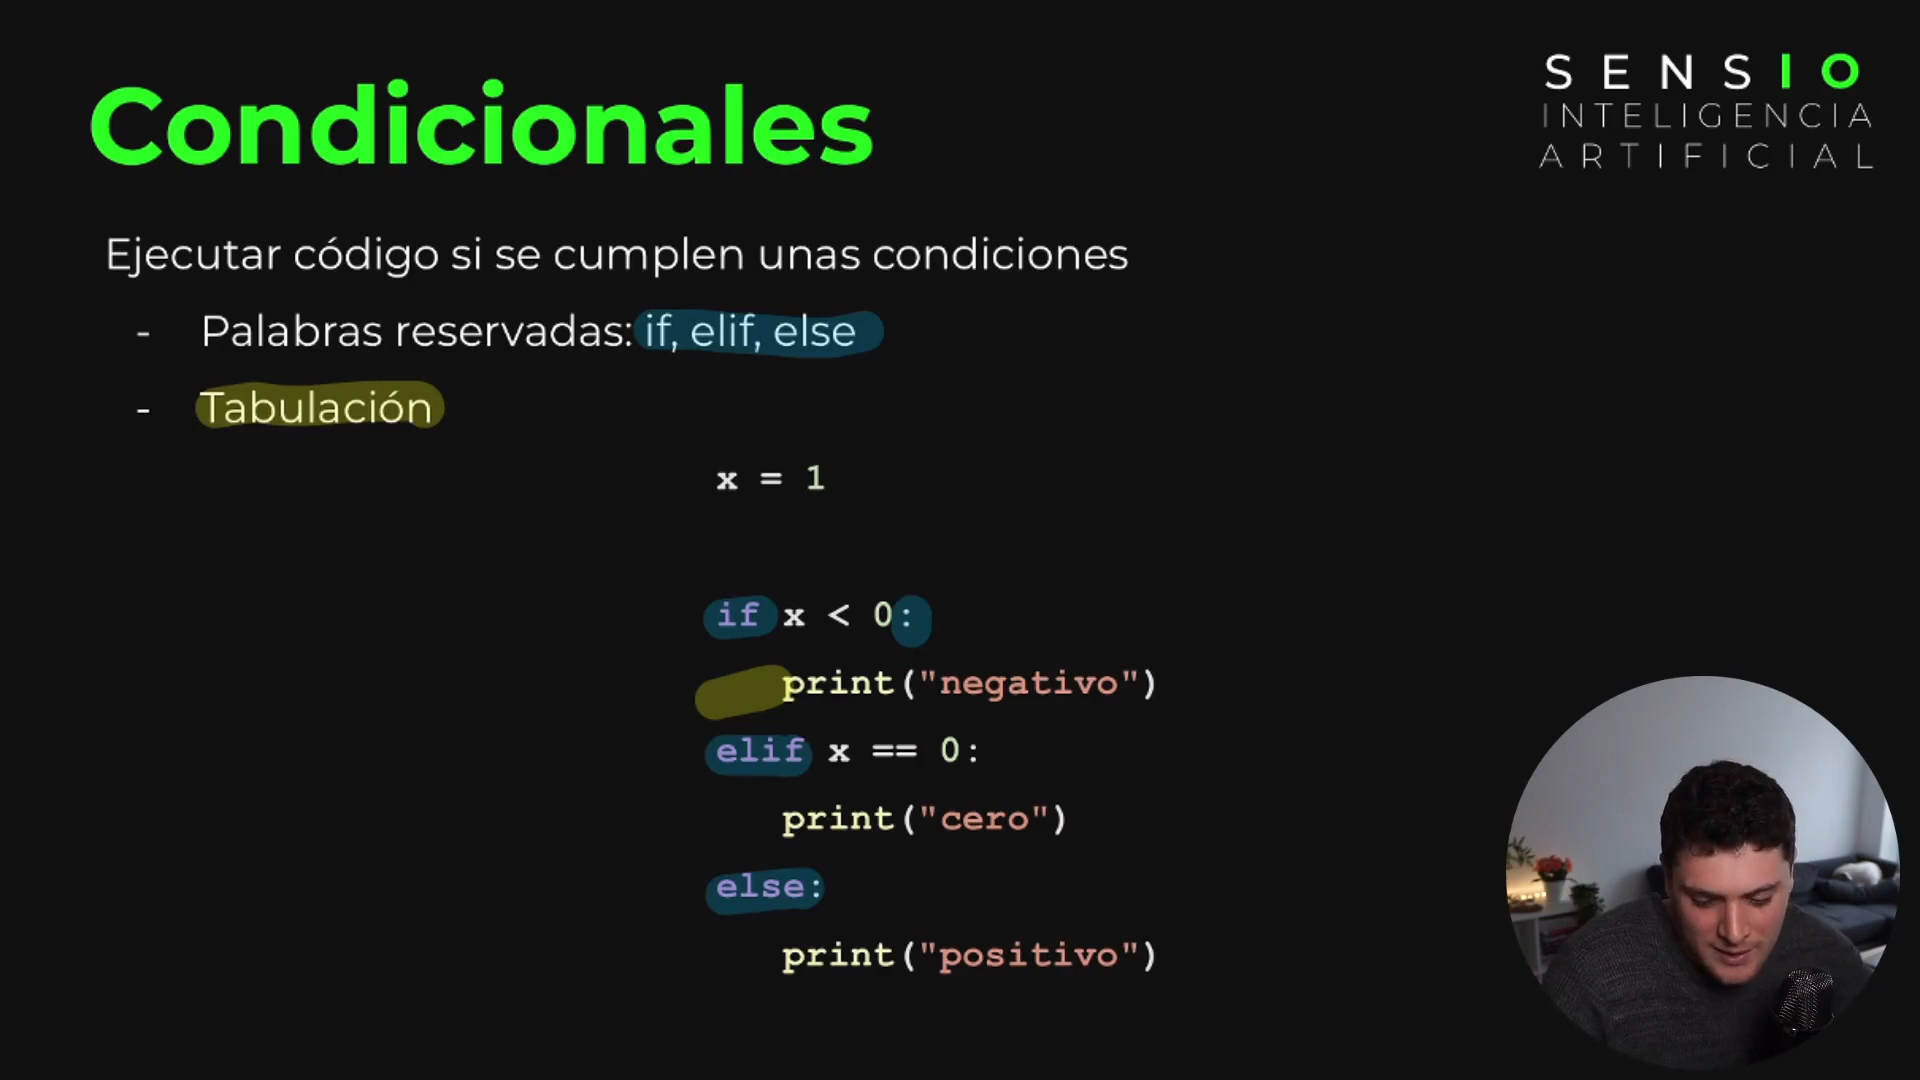 Condicionales
SENSIO
INTELIGENCIA
ARTIFICIAL
Ejecutar código si se cumplen unas condiciones
- Palabras reservadas: if, elif, else
- Tabulación
x = 1
if x < 0:
print("negativo")
elif x == 0:
print("cero")
else:
print("positivo")